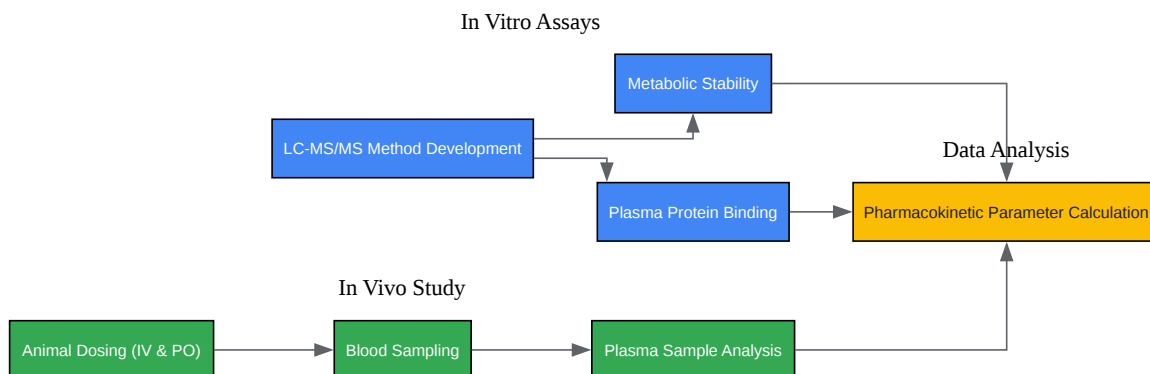 In Vitro Assays
Metabolic Stability
LC-MS/MS Method Development
Data Analysis
Plasma Protein Binding
Pharmacokinetic Parameter Calculation
In Vivo Study
Animal Dosing (IV & PO)
Blood Sampling
Plasma Sample Analysis